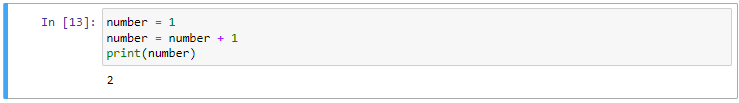 In [13]: number = 1
number = number + 1
print(number)
2